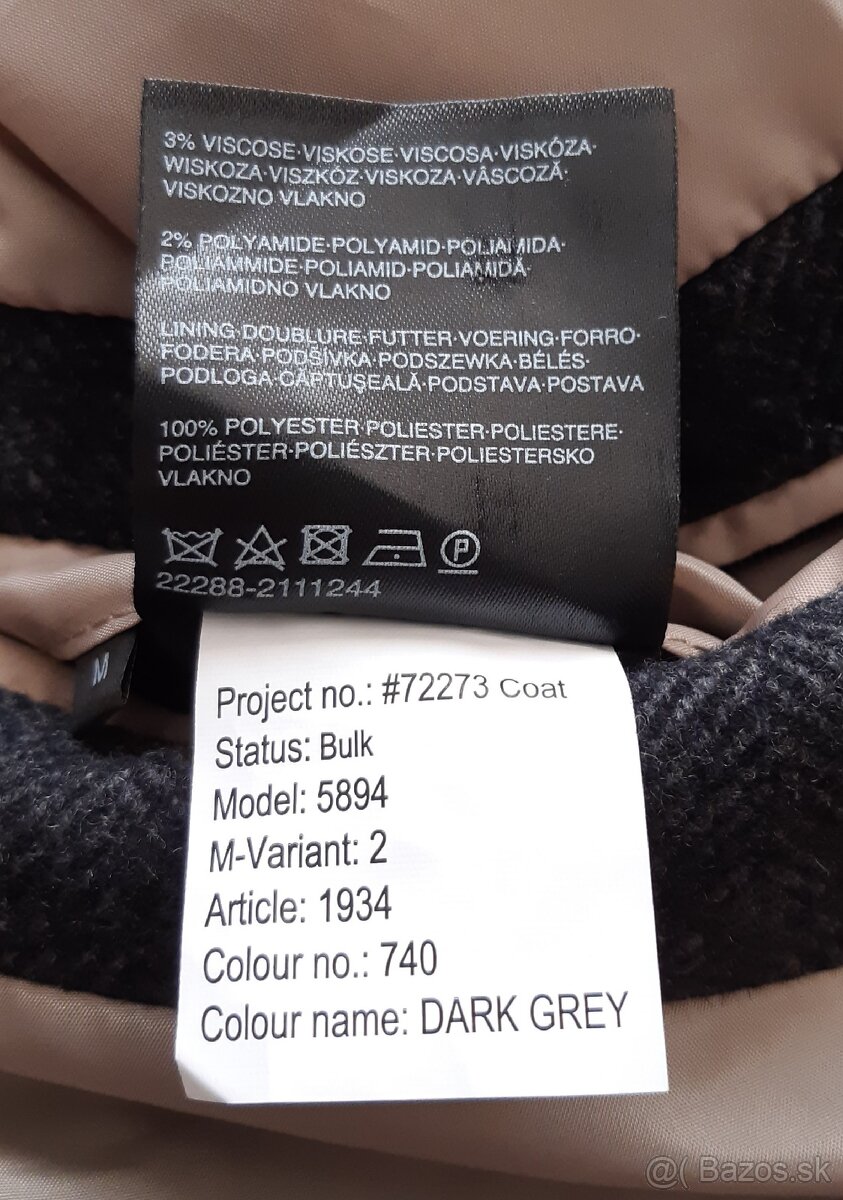 3% VISCOSE·VISKOSE·VISCOSA·VISKÓZA·
WISKOZA·VISZKÓZ·VISKOZA·VÂSCOZĂ·
VISKOZNO VLAKNO
2% POLYAMIDE·POLYAMID·POLIAMIDA·
POLIAMMIDE·POLIAMID·POLIAMIDĂ·
POLIAMIDNO VLAKNO
LINING·DOUBLURE·FUTTER·VOERING·FORRO·
FODERA·PODŠÍVKA·PODSZEWKA·BÉLÉS·
PODLOGA·CĂPTUŞEALĂ·PODSTAVA·POSTAVA
100% POLYESTER·POLIESTER·POLIESTERE·
POLIÉSTER·POLIÉSZTER·POLIESTERSKO
VLAKNO
P
22288-2111244
M
Project no.: #72273 Coat
Status: Bulk
Model: 5894
M-Variant: 2
Article: 1934
Colour no.: 740
Colour name: DARK GREY
@( Bazos.sk